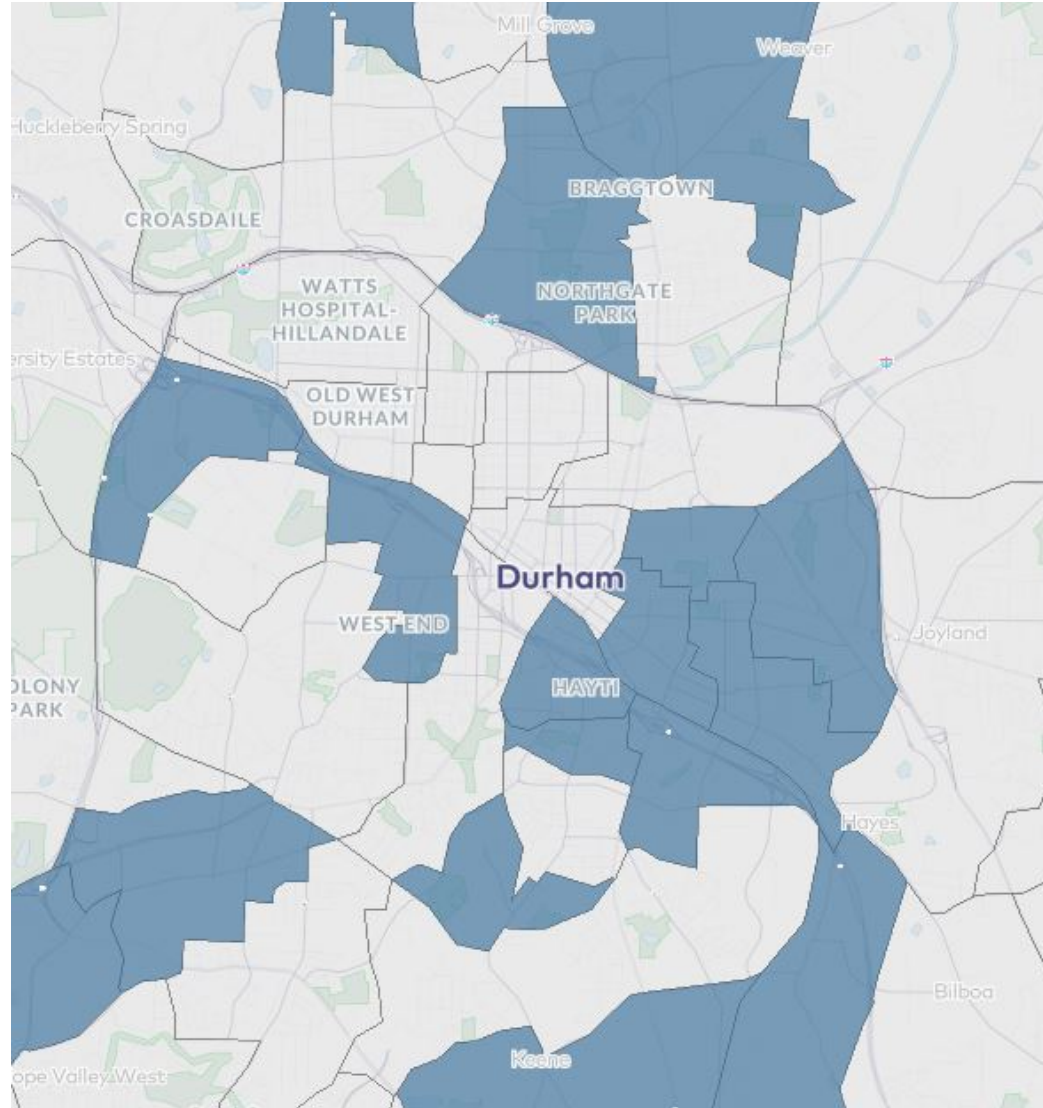 Mill Grove
Weaver
Huckleberry Spring
BRAGGTOWN
CROASDAILE
WATTS
HOSPITAL-
HILLANDALE
NORTHGATE
PARK
ersity Estates
OLD WEST
DURHAM
Durham
WEST END
Joyland
HAYTI
OLONY
PARK
Hayes
Bilboa
Keene
ope Valley West